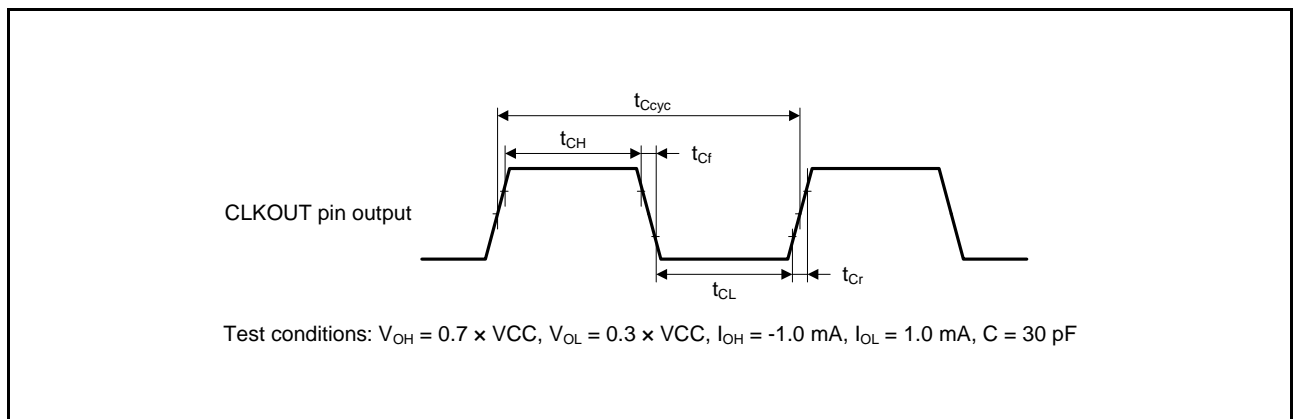 tCcyc
tCH
tCf
CLKOUT pin output
tCr
tCL
Test conditions: VOH = 0.7 × VCC, VOL = 0.3 × VCC, IOH = -1.0 mA, IOL = 1.0 mA, C = 30 pF